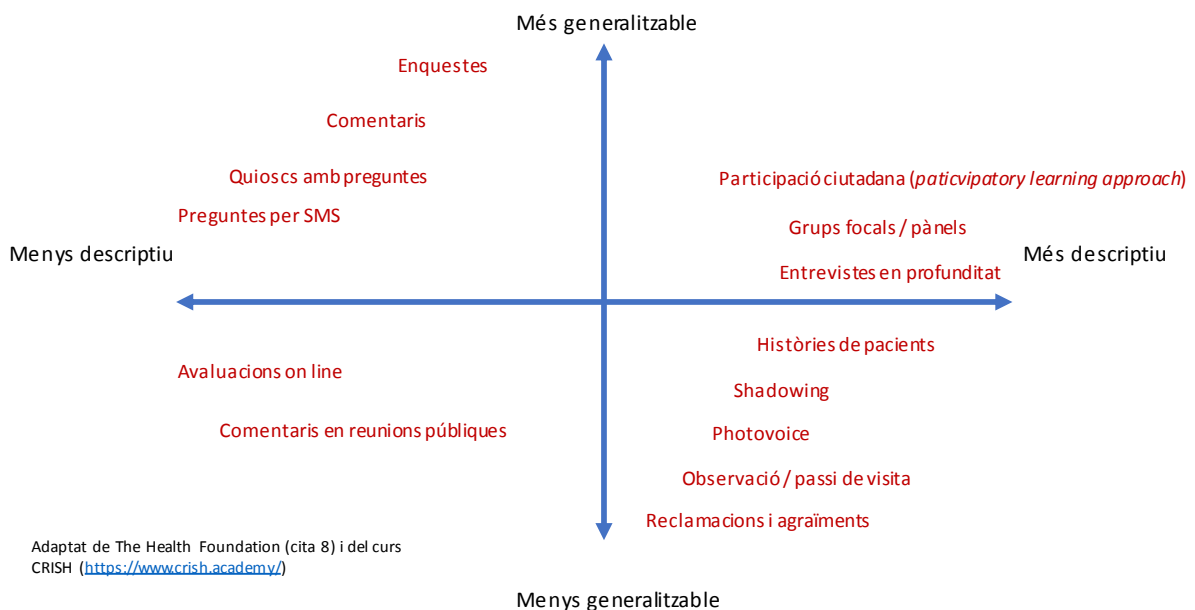 Més generalitzable
Enquestes
Comentaris
Quioscs amb preguntes
Participació ciutadana (paticvipatory learning approach)
Preguntes per SMS
Grups focals / pànels
Menys descriptiu
Més descriptiu
Entrevistes en profunditat
Històries de pacients
Avaluacions on line
Shadowing
Comentaris en reunions públiques
Photovoice
Observació / passi de visita
Reclamacions i agraïments
Adaptat de The Health Foundation (cita 8) i del curs
CRISH (https://www.crish.academy/)
Menys generalitzable